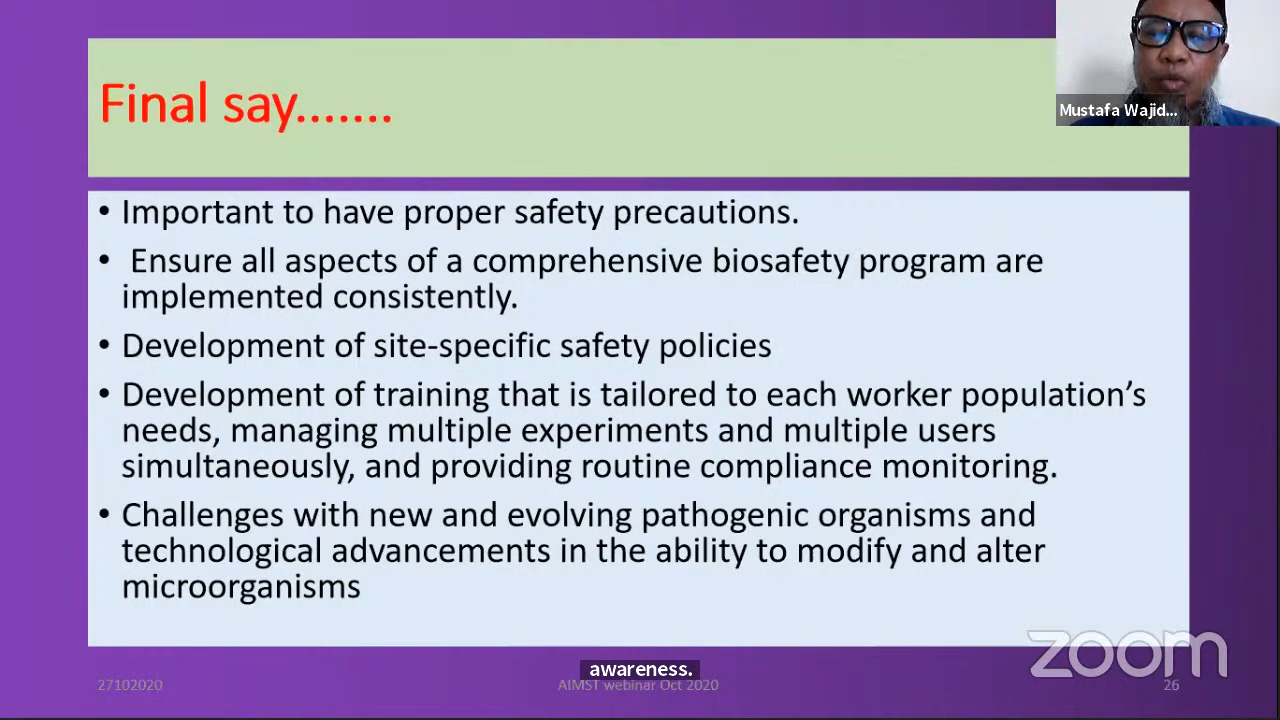 Final say.......
Mustafa Wajid...
• Important to have proper safety precautions.
• Ensure all aspects of a comprehensive biosafety program are
implemented consistently.
• Development of site-specific safety policies
• Development of training that is tailored to each worker population’s
needs, managing multiple experiments and multiple users
simultaneously, and providing routine compliance monitoring.
• Challenges with new and evolving pathogenic organisms and
technological advancements in the ability to modify and alter
microorganisms
zoom
awareness.
27102020
AIMST webinar Oct 2020
26